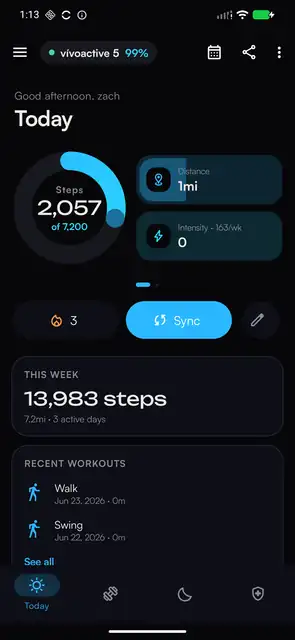 1:13
vívoactive 5 99%
Good afternoon, zach
Today
Steps
2,057
of 7,200
Distance
1mi
Intensity · 163/wk
0
3
Sync
THIS WEEK
13,983 steps
7.2mi · 3 active days
RECENT WORKOUTS
Walk
Jun 23, 2026 · 0m
Swing
Jun 22, 2026 · 0m
See all
Today